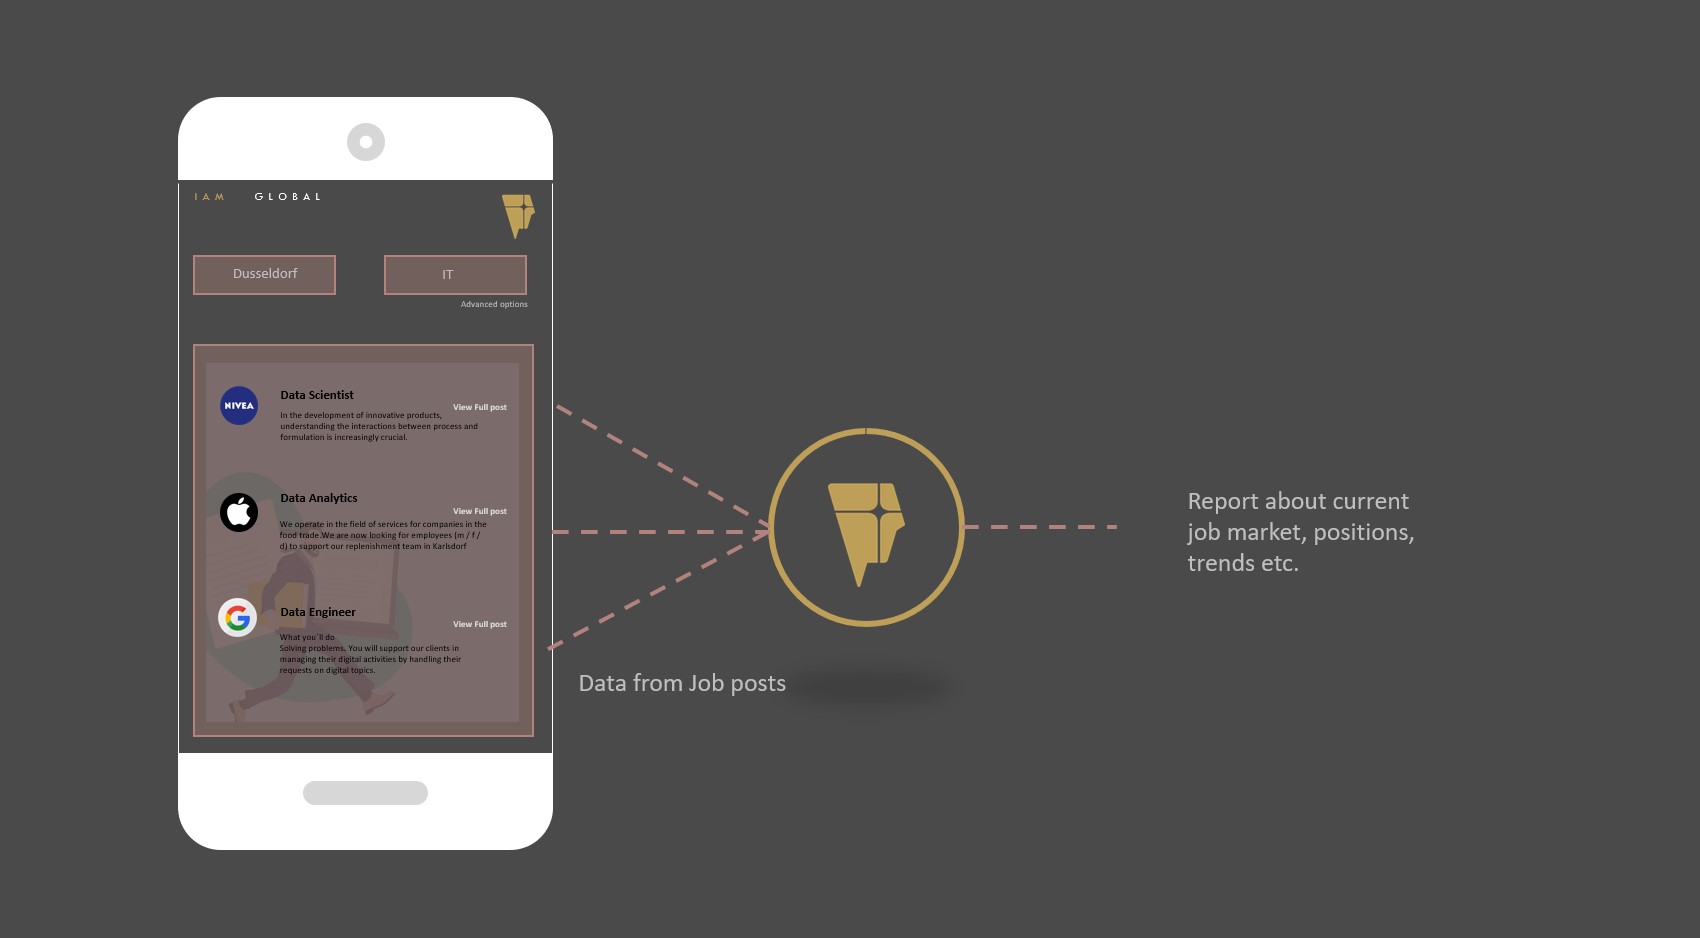 IAM GLOBAL
Dusseldorf
IT
Advanced options
NIVEA
Data Scientist
View Full post
In the development of innovative products,
understanding the interactions between process and
formulation is increasingly crucial.
Data Analytics
View Full post
We operate in the field of services for companies in the
food trade.We are now looking for employees (m / f /
d) to support our replenishment team in Karlsdorf
Data Engineer
View Full post
What you'll do
Solving problems. You will support our clients in
managing their digital activities by handling their
requests on digital topics.
Data from Job posts
Report about current
job market, positions,
trends etc.